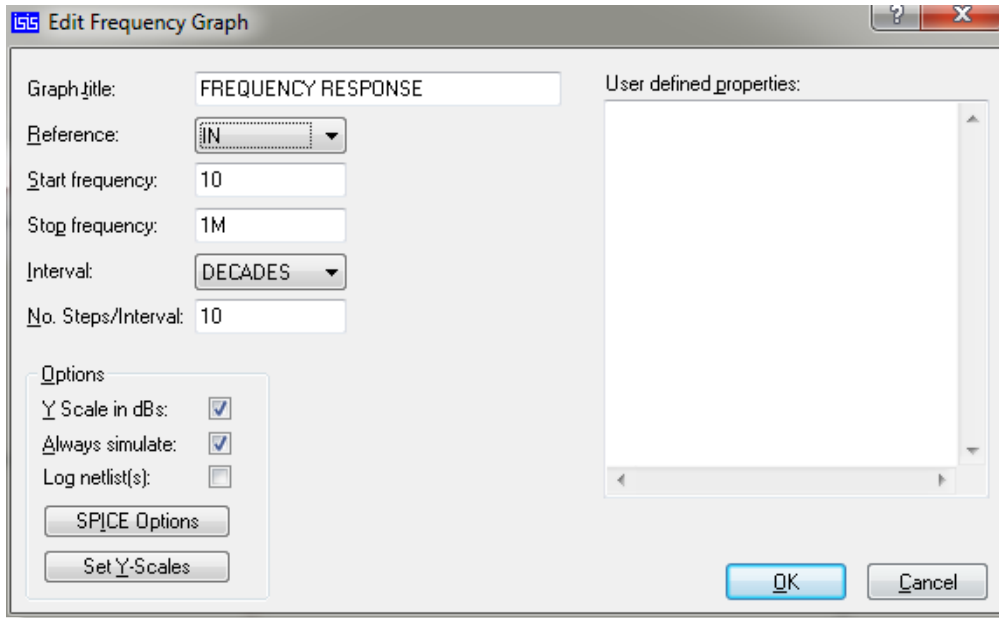 isis Edit Frequency Graph
? X
Graph title: FREQUENCY RESPONSE
Reference: IN
Start frequency: 10
Stop frequency: 1M
Interval: DECADES
No. Steps/Interval: 10
Options
Y Scale in dBs:
Always simulate:
Log netlist(s):
SPICE Options
Set Y-Scales
User defined properties:
OK Cancel